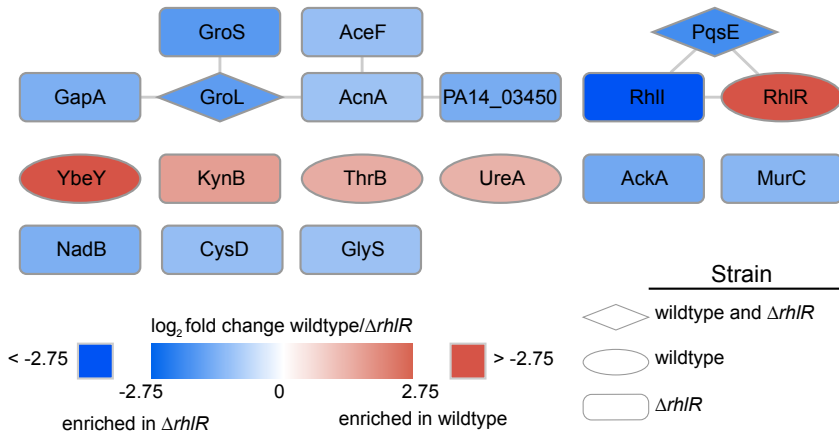 GroS AceF PqsE
GapA GroL AcnA PA14_03450 RhlI RhlR
YbeY KynB ThrB UreA AckA MurC
NadB CysD GlyS
Strain
log₂ fold change wildtype/ΔrhlR
wildtype and ΔrhlR
< -2.75 > -2.75
wildtype
-2.75 0 2.75
enriched in ΔrhlR enriched in wildtype
ΔrhlR